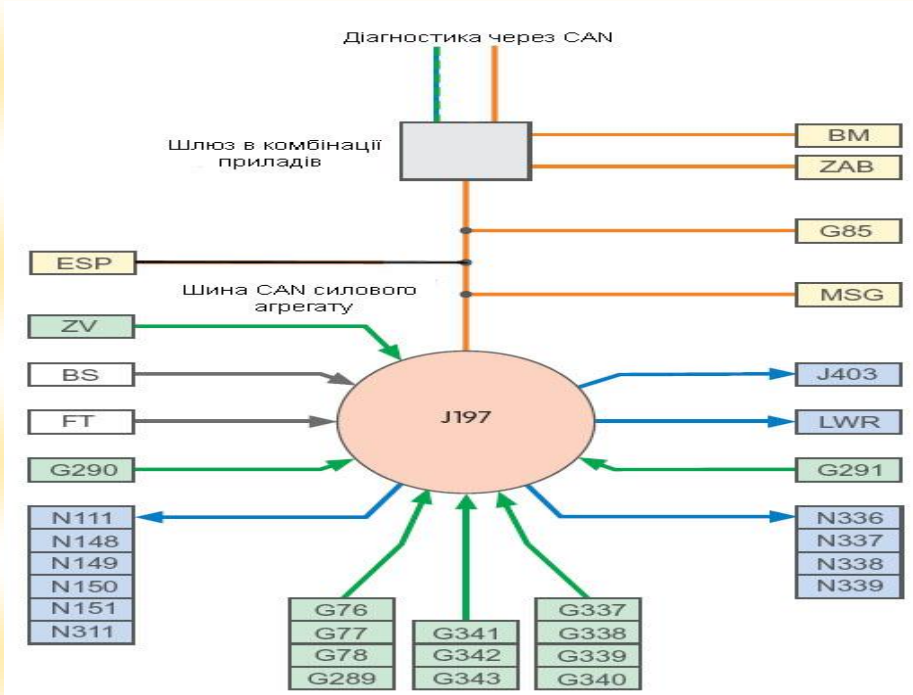 Діагностика через CAN
Шлюз в комбінації
приладів
BM
ZAB
G85
ESP
Шина CAN силового
агрегату
MSG
ZV
BS
J403
J197
FT
LWR
G290
G291
N111
N148
N149
N150
N151
N311
N336
N337
N338
N339
G76
G77
G78
G289
G341
G342
G343
G337
G338
G339
G340